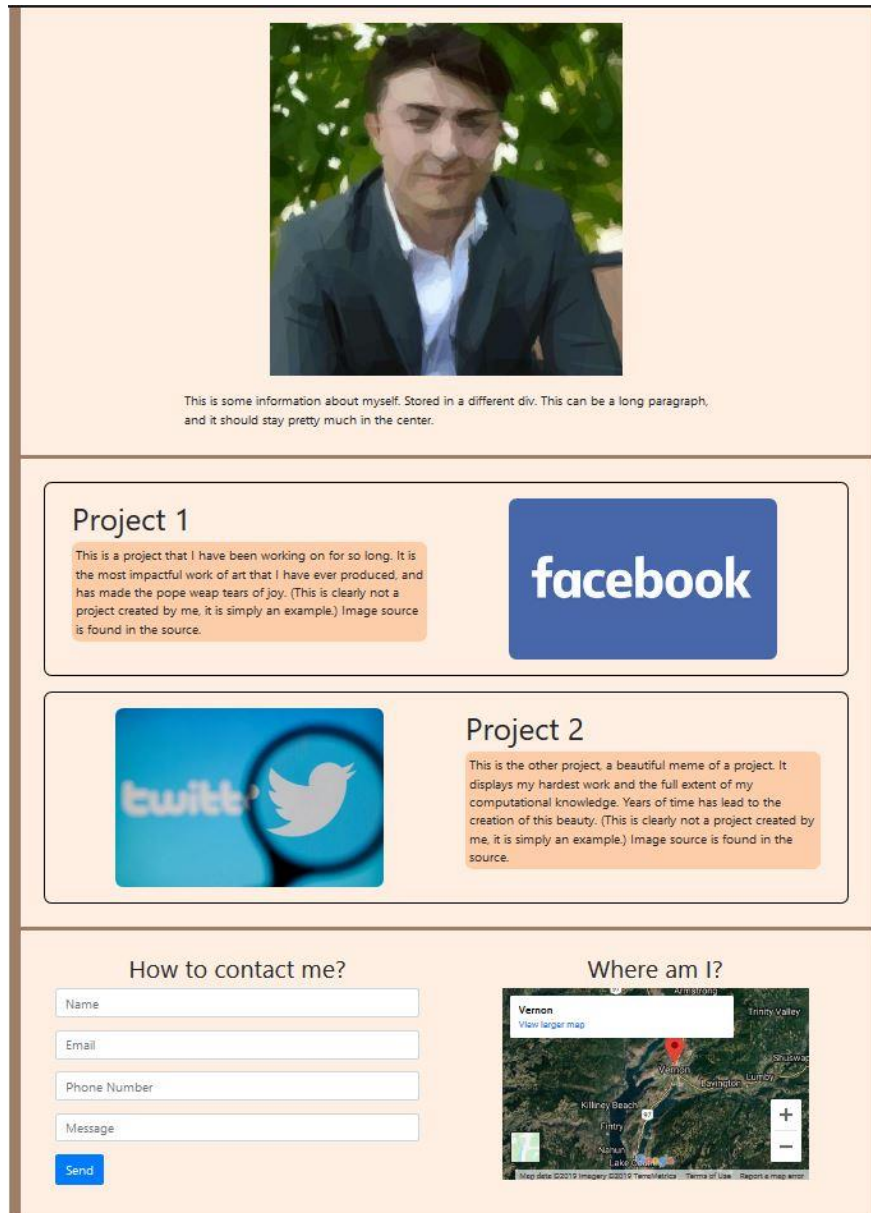 This is some information about myself. Stored in a different div. This can be a long paragraph,
and it should stay pretty much in the center.
Project 1
This is a project that I have been working on for so long. It is
the most impactful work of art that I have ever produced, and
has made the pope weap tears of joy. (This is clearly not a
project created by me, it is simply an example.) Image source
is found in the source.
facebook
twitt
Project 2
This is the other project, a beautiful meme of a project. It
displays my hardest work and the full extent of my
computational knowledge. Years of time has lead to the
creation of this beauty. (This is clearly not a project created by
me, it is simply an example.) Image source is found in the
source.
How to contact me?
Name
Email
Phone Number
Message
Send
Where am I?
Armstrong
97
Vernon
View larger map
Trinity Valley
Shuswap
Vernon
Lumby
Lavington
Killiney Beach
97
Fintry
Nahun
Lake
Google
Map data ©2019 Imagery ©2019 TerraMetrics Terms of Use Report a map error